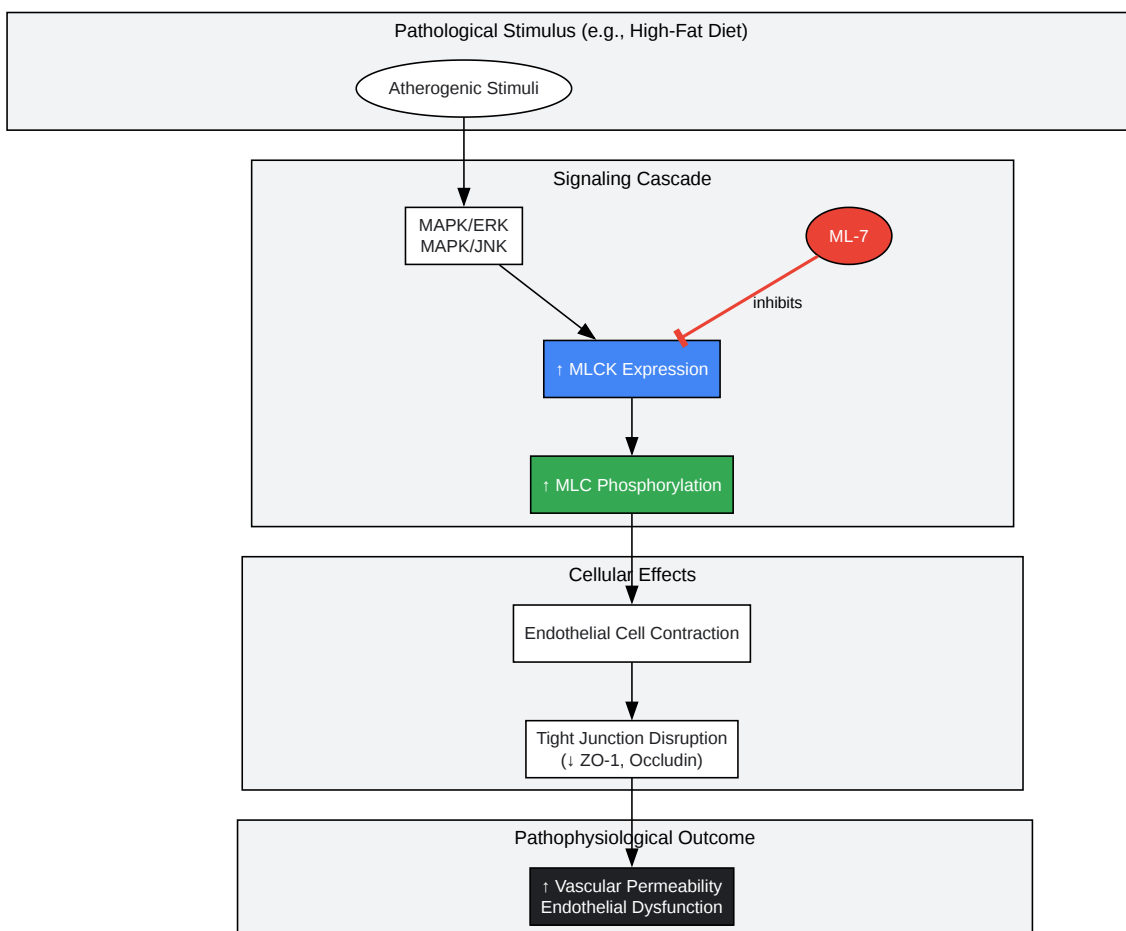 Pathological Stimulus (e.g., High-Fat Diet)
Atherogenic Stimuli
Signaling Cascade
MAPK/ERK
MAPK/JNK
ML-7
inhibits
↑ MLCK Expression
↑ MLC Phosphorylation
Cellular Effects
Endothelial Cell Contraction
Tight Junction Disruption
(↓ ZO-1, Occludin)
Pathophysiological Outcome
↑ Vascular Permeability
Endothelial Dysfunction